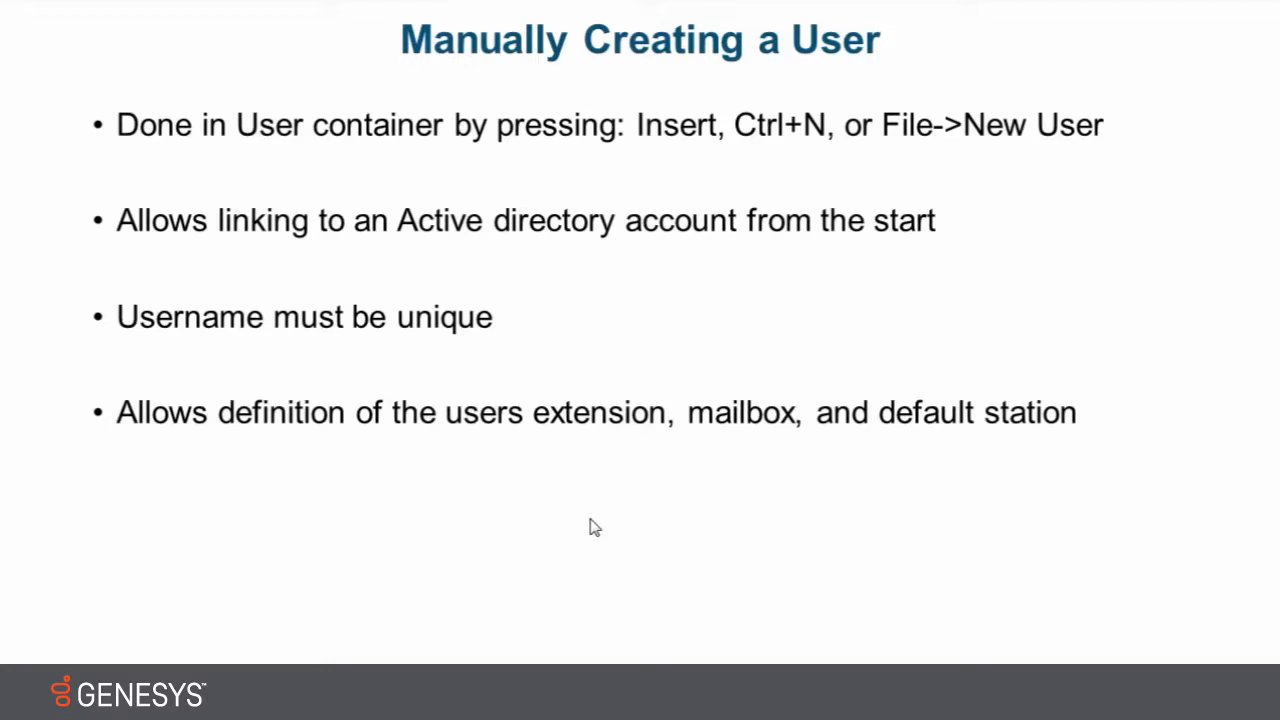 Manually Creating a User
• Done in User container by pressing: Insert, Ctrl+N, or File->New User
• Allows linking to an Active directory account from the start
• Username must be unique
• Allows definition of the users extension, mailbox, and default station
GENESYS™